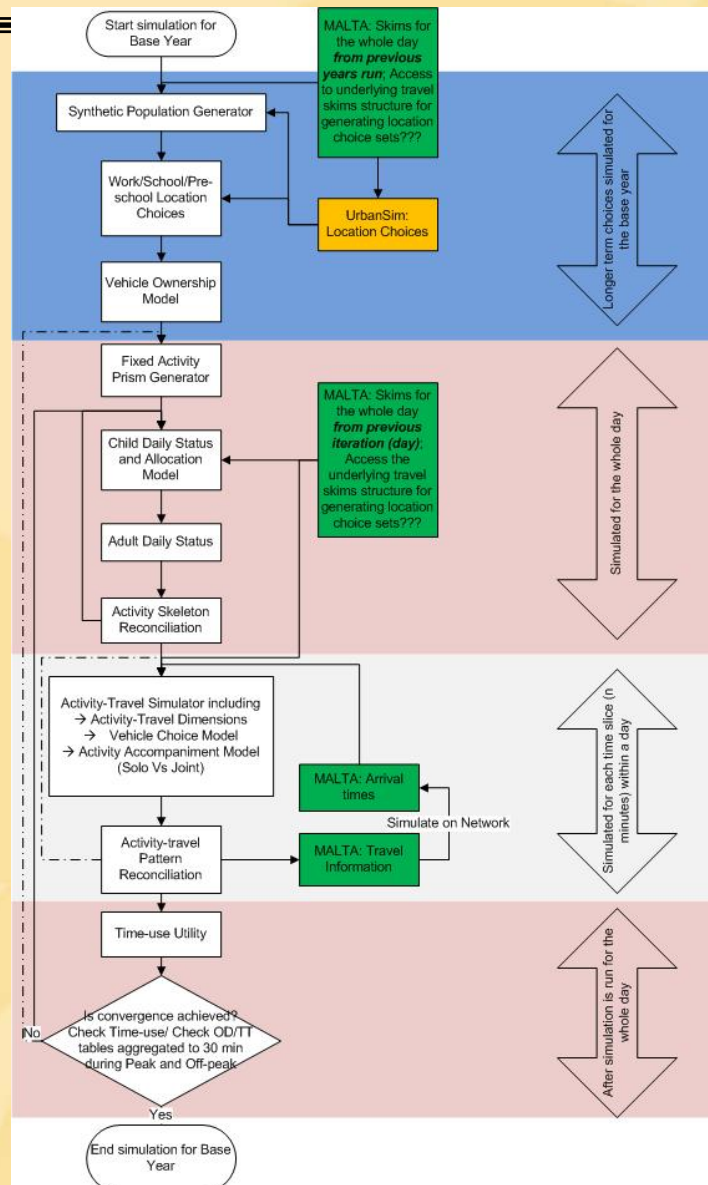 Start simulation for
Base Year
MALTA: Skims for
the whole day
from previous
years run; Access
to underlying travel
skims structure for
generating location
choice sets???
Synthetic Population Generator
Work/School/Pre-
school Location
Choices
UrbanSim:
Location Choices
Vehicle Ownership
Model
Longer term choices simulated for
the base year
Fixed Activity
Prism Generator
MALTA: Skims for
the whole day
from previous
iteration (day);
Access the
underlying travel
skims structure for
generating location
choice sets???
Child Daily Status
and Allocation
Model
Adult Daily Status
Activity Skeleton
Reconciliation
Simulated for the whole day
Activity-Travel Simulator including
→ Activity-Travel Dimensions
→ Vehicle Choice Model
→ Activity Accompaniment Model
(Solo Vs Joint)
MALTA: Arrival
times
Simulate on Network
Activity-travel
Pattern
Reconciliation
MALTA: Travel
Information
Simulated for each time slice (n
minutes) within a day
Time-use Utility
Is convergence achieved?
Check Time-use/ Check OD/TT
tables aggregated to 30 min
during Peak and Off-peak
No
Yes
After simulation is run for the
whole day
End simulation for Base
Year